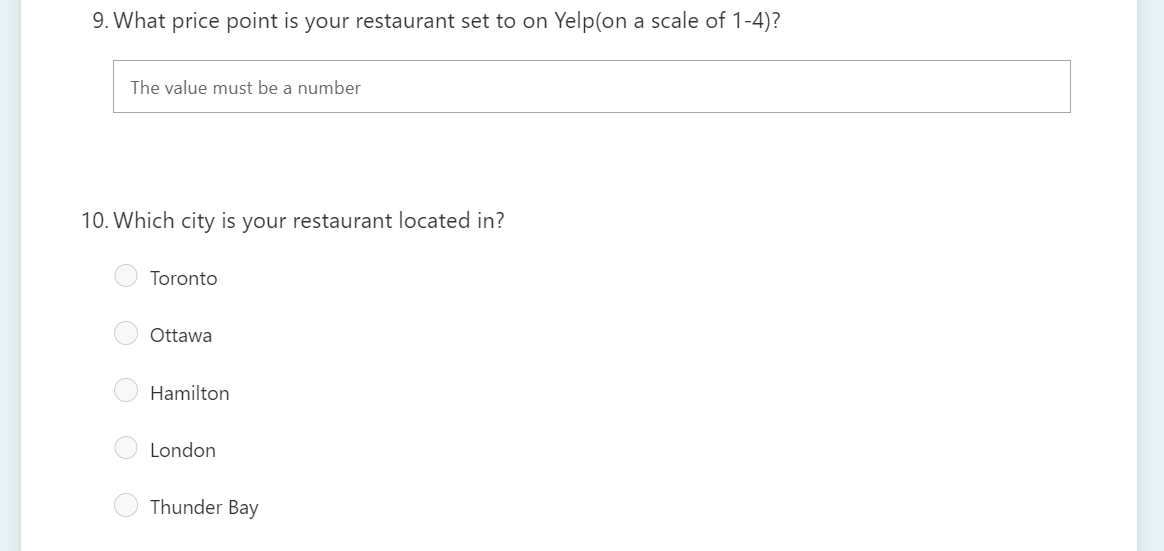 9. What price point is your restaurant set to on Yelp(on a scale of 1-4)?
The value must be a number
10. Which city is your restaurant located in?
Toronto
Ottawa
Hamilton
London
Thunder Bay